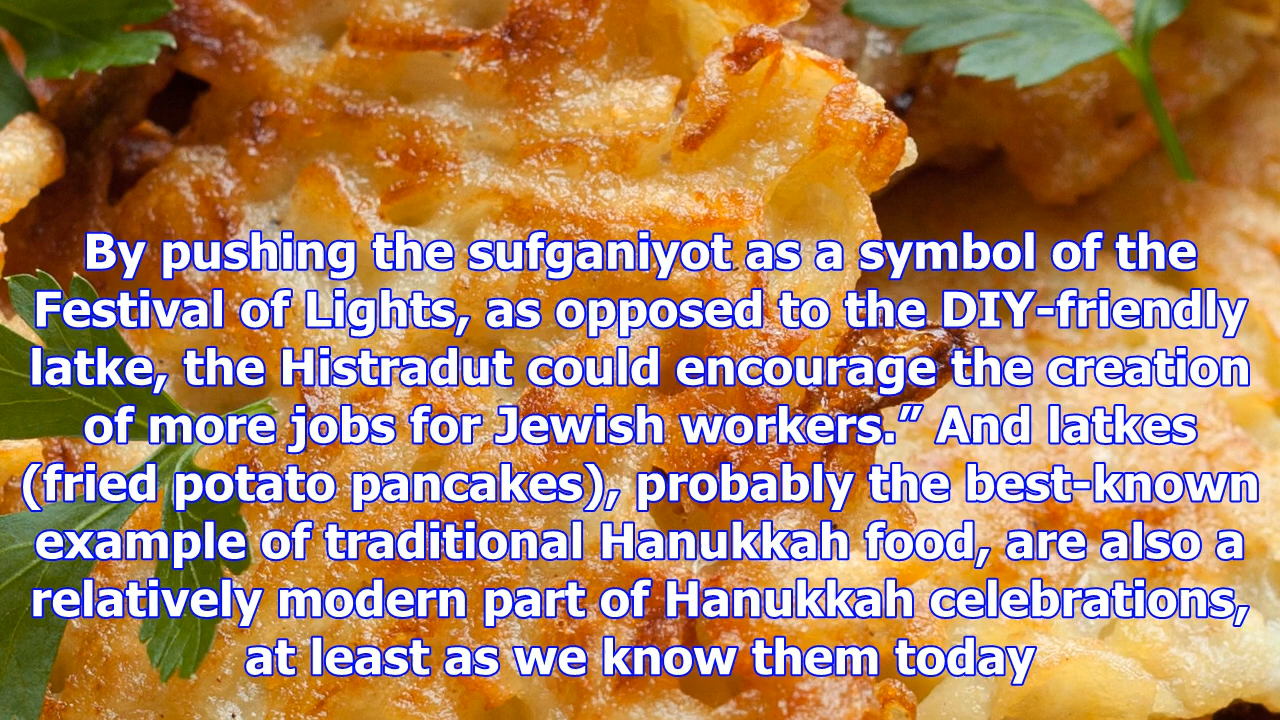 By pushing the sufganiyot as a symbol of the
Festival of Lights, as opposed to the DIY-friendly
latke, the Histradut could encourage the creation
of more jobs for Jewish workers.” And latkes
(fried potato pancakes), probably the best-known
example of traditional Hanukkah food, are also a
relatively modern part of Hanukkah celebrations,
at least as we know them today